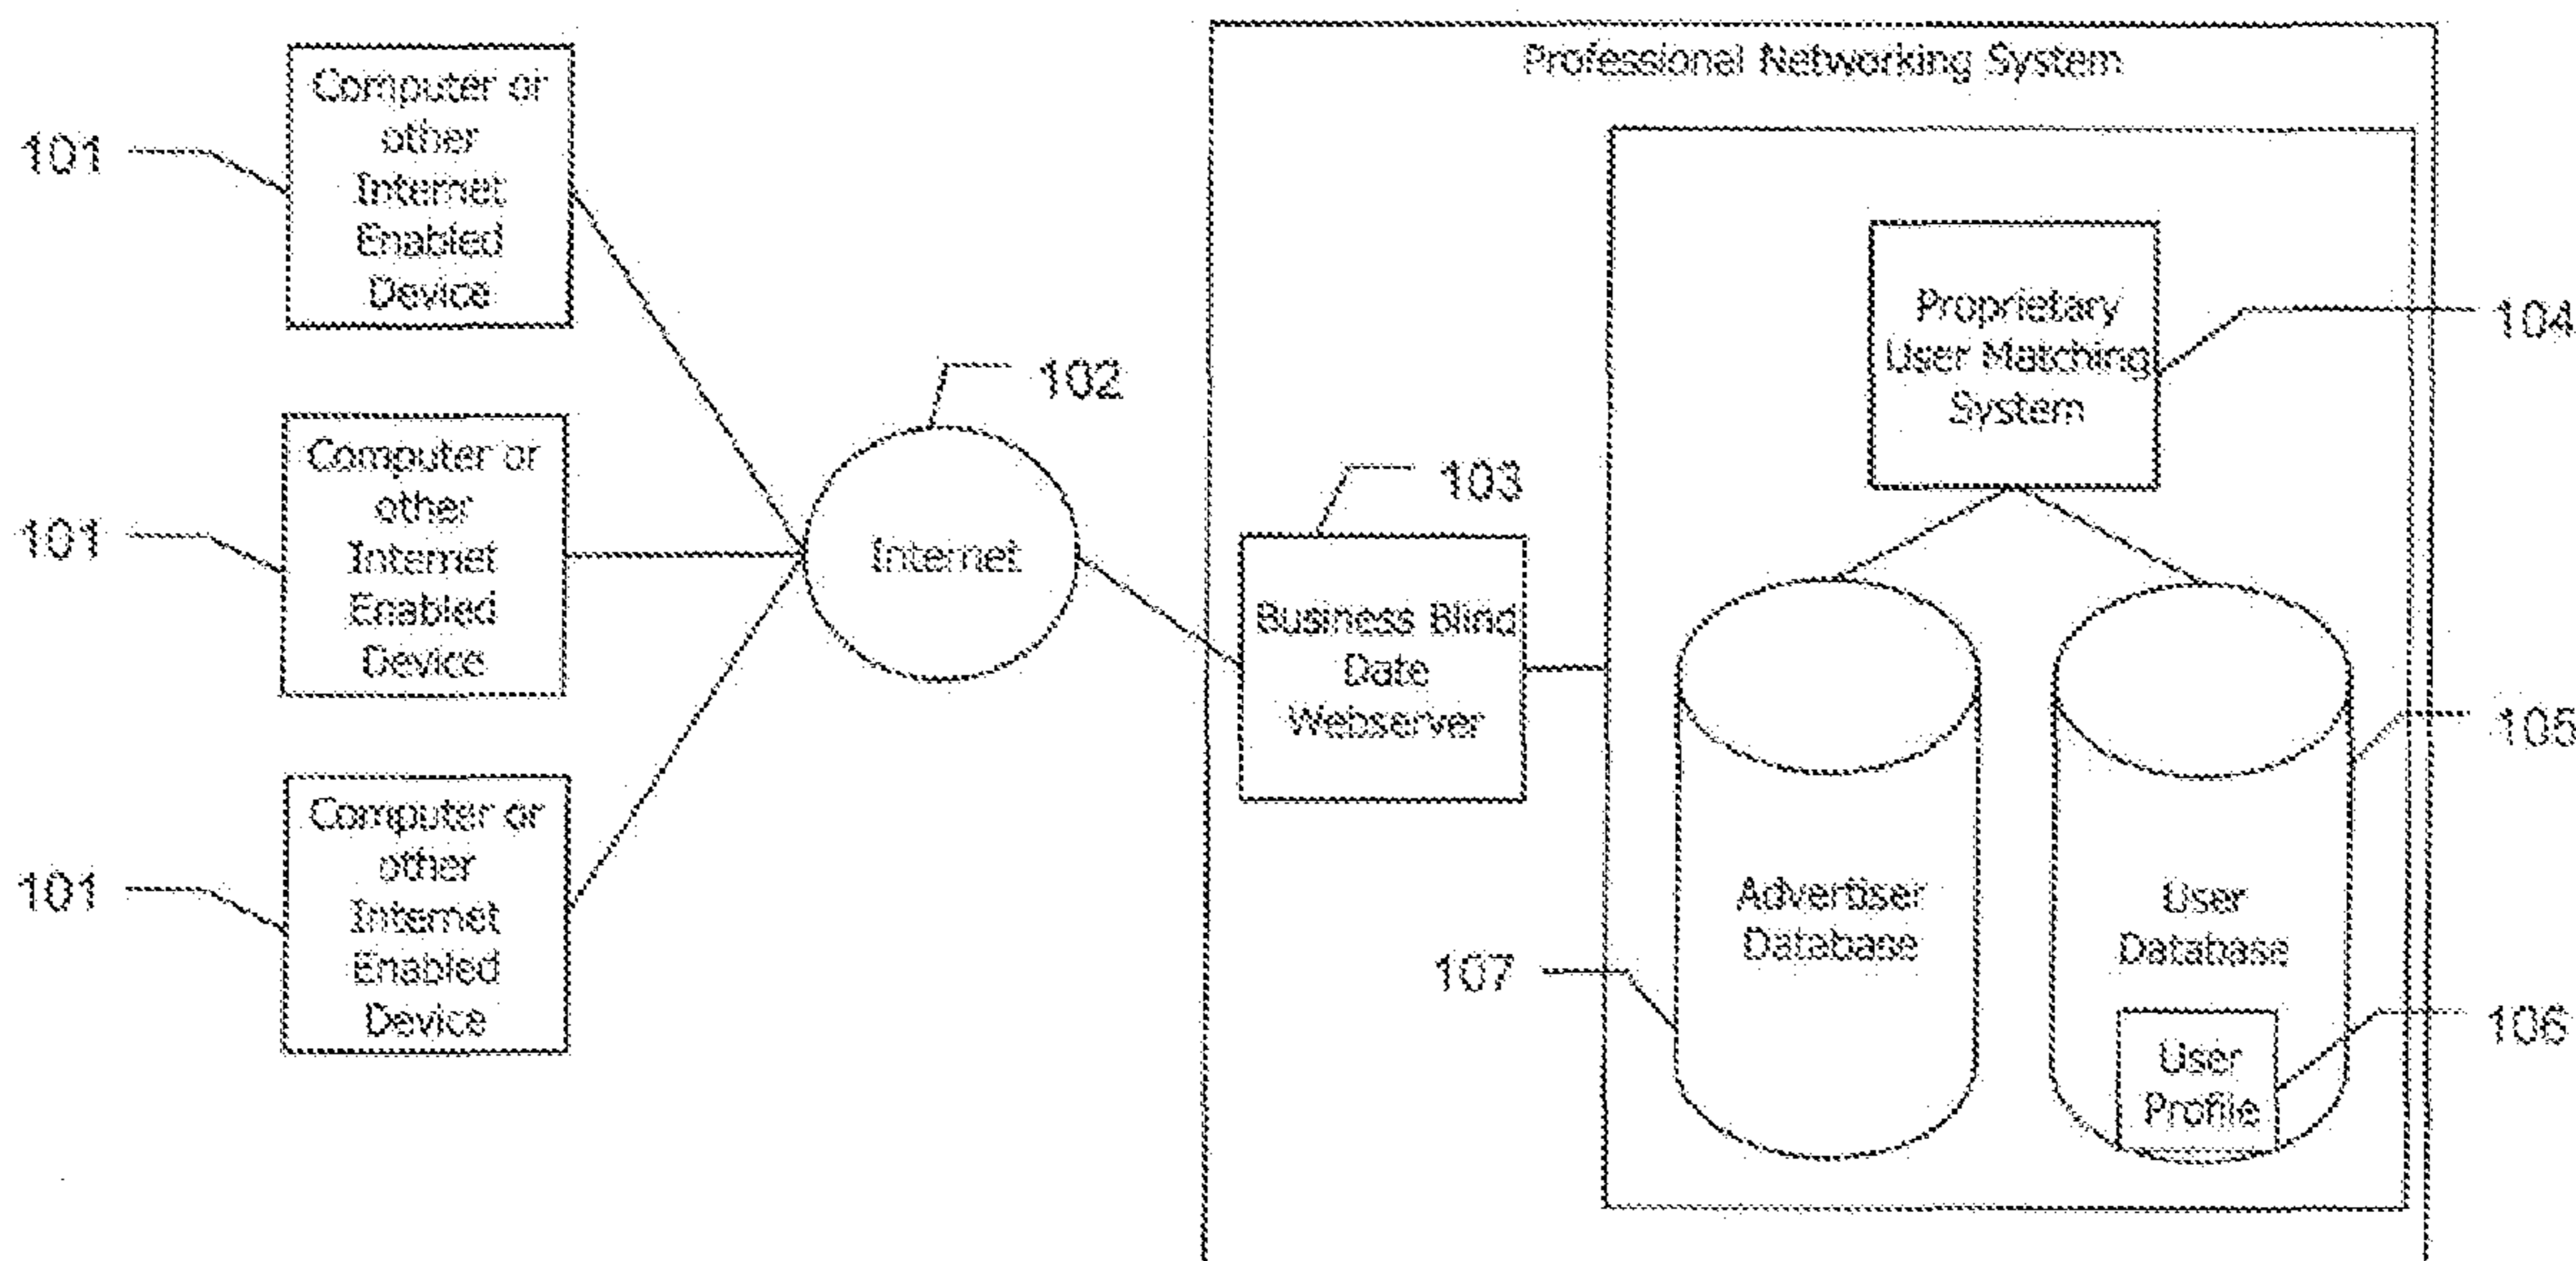 Professional Networking System
101
Computer or
other
Internet
Enabled
Device
101
Computer or
other
Internet
Enabled
Device
101
Computer or
other
Internet
Enabled
Device
102
Internet
103
Business Blind
Date
Webserver
Proprietary
User Matching
System
104
Advertiser
Database
107
User
Database
105
User
Profile
106